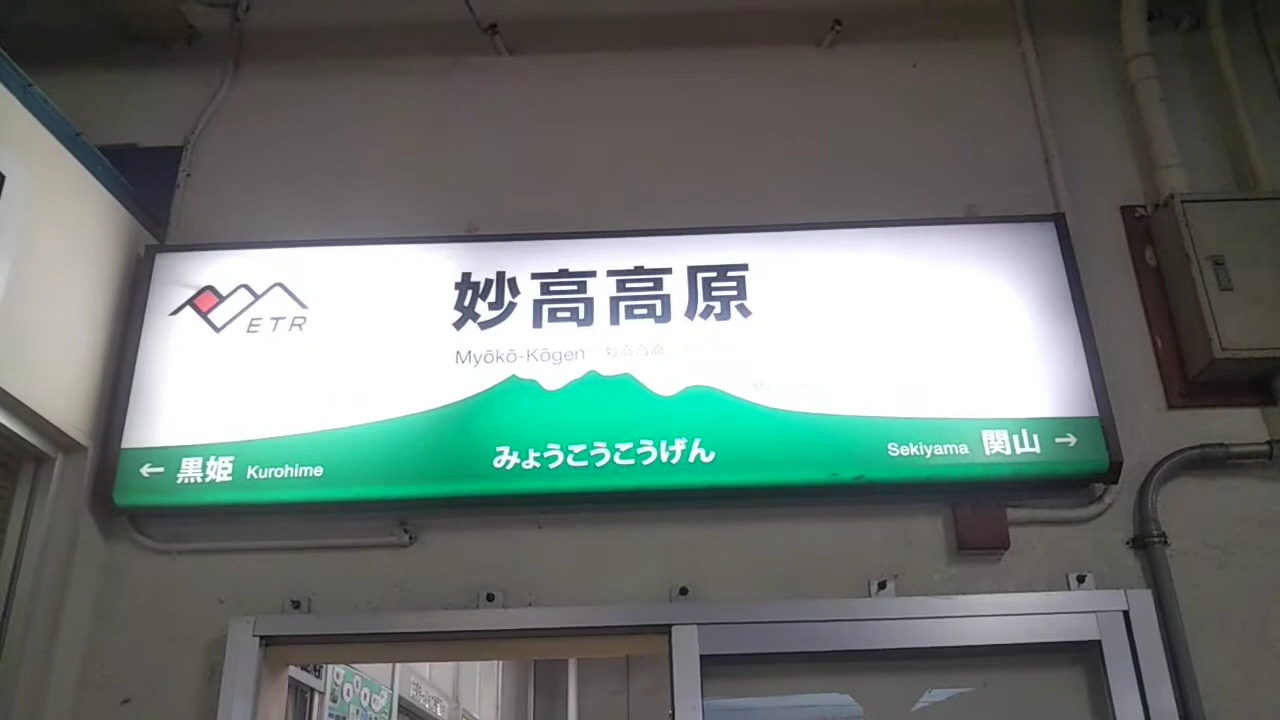 ETR
妙高高原
Myōkō-Kōgen
みょうこうこうげん
← 黒姫 Kurohime
Sekiyama 関山 →